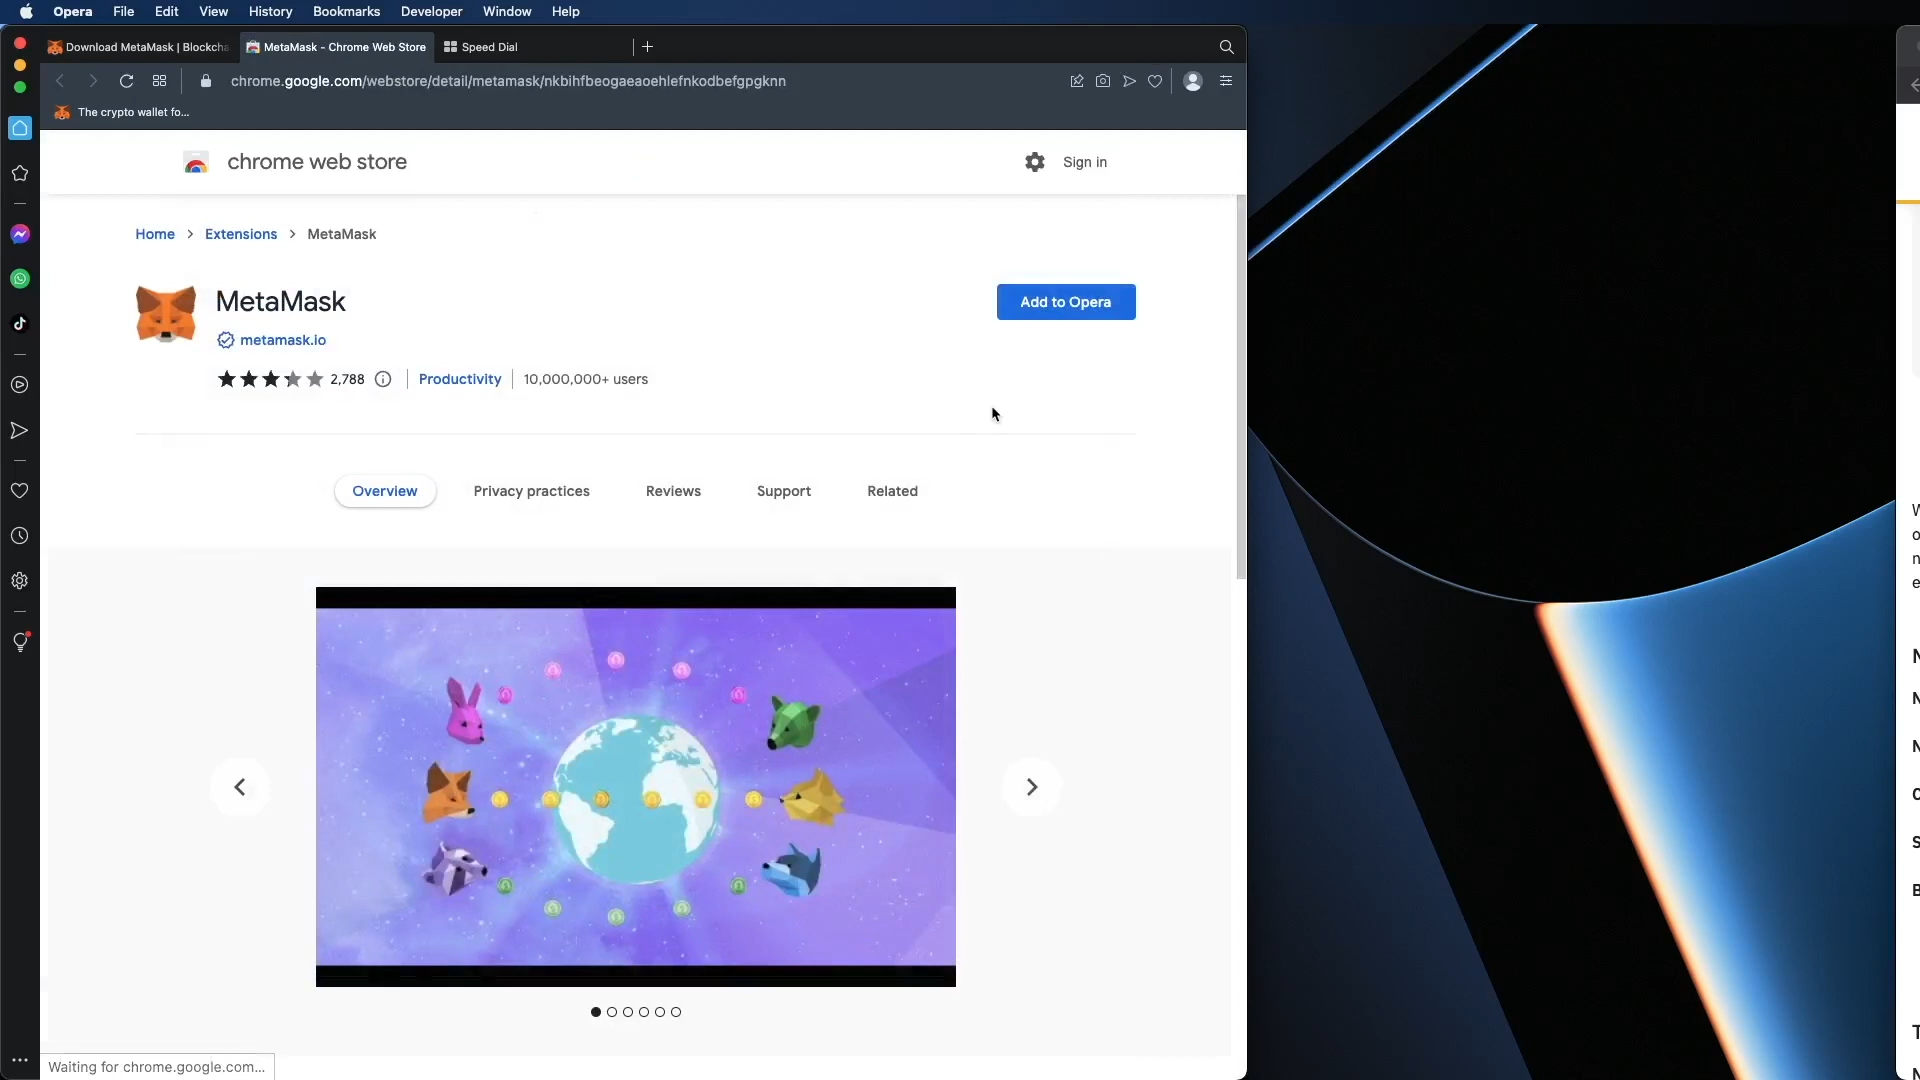 Opera File Edit View History Bookmarks Developer Window Help
Download MetaMask | Blockcha
MetaMask - Chrome Web Store
Speed Dial
chrome.google.com/webstore/detail/metamask/nkbihfbeogaeaoehlefnkodbefgpgknn
The crypto wallet fo...
chrome web store
Sign in
Home > Extensions > MetaMask
MetaMask
Add to Opera
metamask.io
2,788 Productivity 10,000,000+ users
Overview Privacy practices Reviews Support Related
Waiting for chrome.google.com...